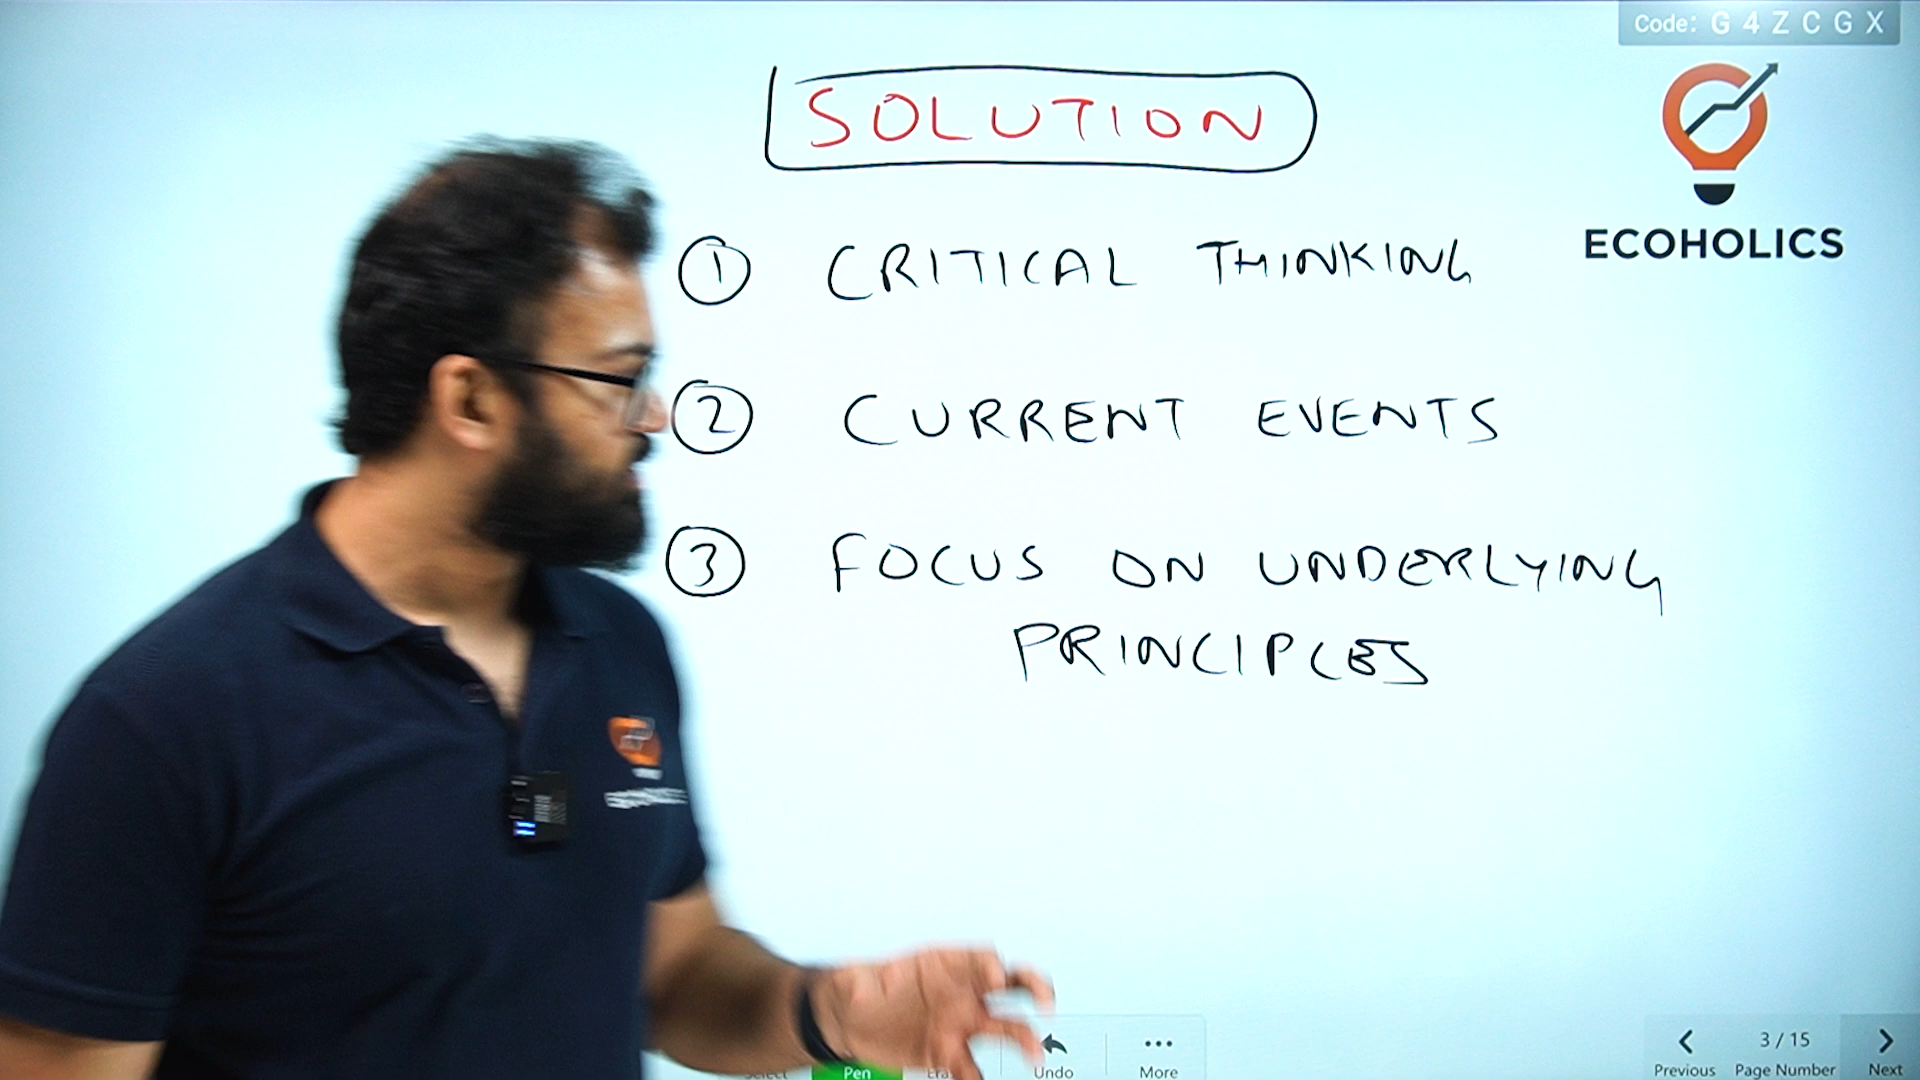 Code: G 4 Z C G X
SOLUTION
ECOHOLICS
1 CRITICAL THINKING
2 CURRENT EVENTS
3 FOCUS ON UNDERLYING
PRINCIPLES
Select Pen Undo More
3 / 15
Previous Page Number Next